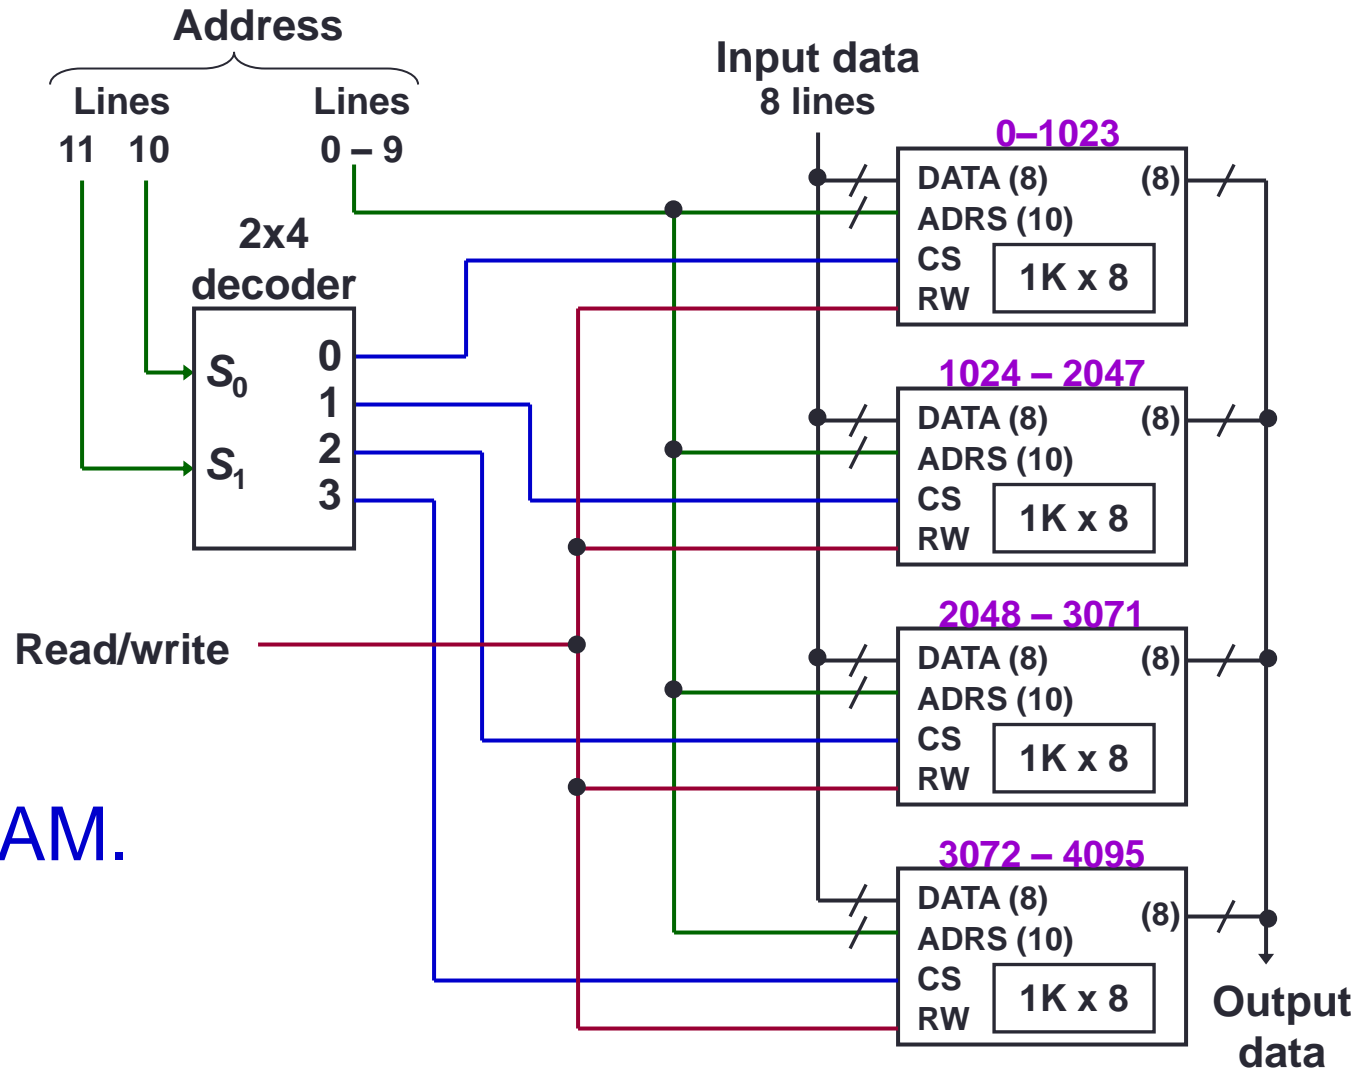 Address
Lines
11 10
Lines
0 – 9
Input data
8 lines
2x4
decoder
S0
S1
0
1
2
3
Read/write
AM.
0–1023
DATA (8) (8)
ADRS (10)
CS
RW
1K x 8
1024 – 2047
DATA (8) (8)
ADRS (10)
CS
RW
1K x 8
2048 – 3071
DATA (8) (8)
ADRS (10)
CS
RW
1K x 8
3072 – 4095
DATA (8) (8)
ADRS (10)
CS
RW
1K x 8
Output
data